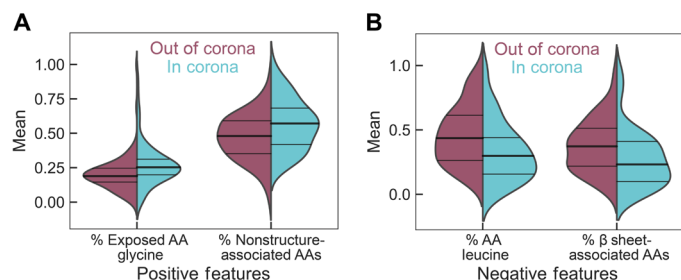 A
B
Out of corona
In corona
Mean
1.00
0.75
0.50
0.25
0.00
% Exposed AA
glycine
% Nonstructure-
associated AAs
Positive features
Out of corona
In corona
Mean
1.0
0.5
0.0
% AA
leucine
% β sheet-
associated AAs
Negative features